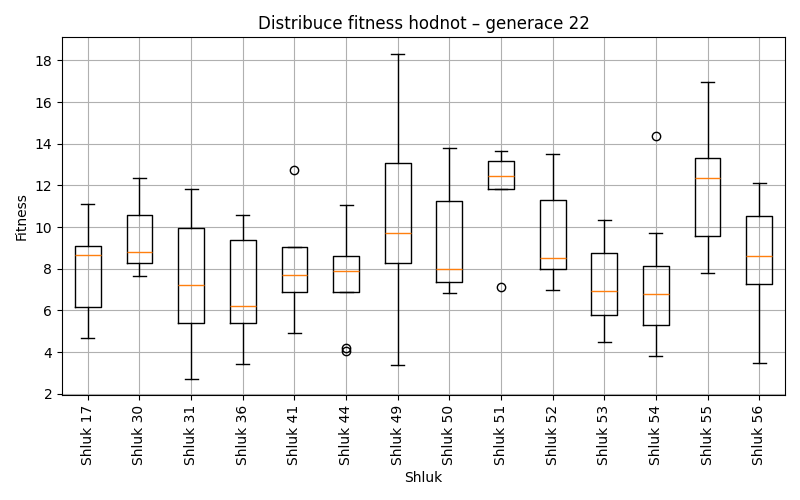 Distribuce fitness hodnot – generace 22
Fitness
18
16
14
12
10
8
6
4
2
Shluk 17
Shluk 30
Shluk 31
Shluk 36
Shluk 41
Shluk 44
Shluk 49
Shluk 50
Shluk 51
Shluk 52
Shluk 53
Shluk 54
Shluk 55
Shluk 56
Shluk